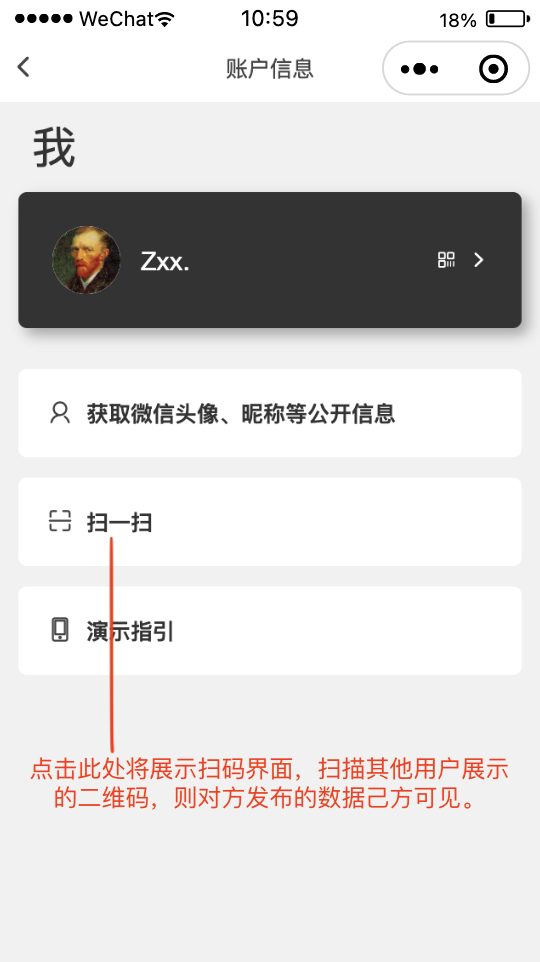 WeChat 10:59 18%
账户信息
我
Zxx.
获取微信头像、昵称等公开信息
扫一扫
演示指引
点击此处将展示扫码界面，扫描其他用户展示
的二维码，则对方发布的数据己方可见。